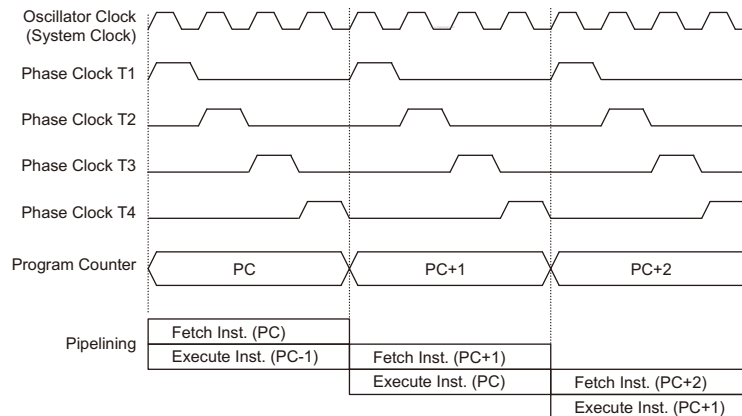 Oscillator Clock
(System Clock)
Phase Clock T1
Phase Clock T2
Phase Clock T3
Phase Clock T4
Program Counter
PC
PC+1
PC+2
Pipelining
Fetch Inst. (PC)
Execute Inst. (PC-1)
Fetch Inst. (PC+1)
Execute Inst. (PC)
Fetch Inst. (PC+2)
Execute Inst. (PC+1)